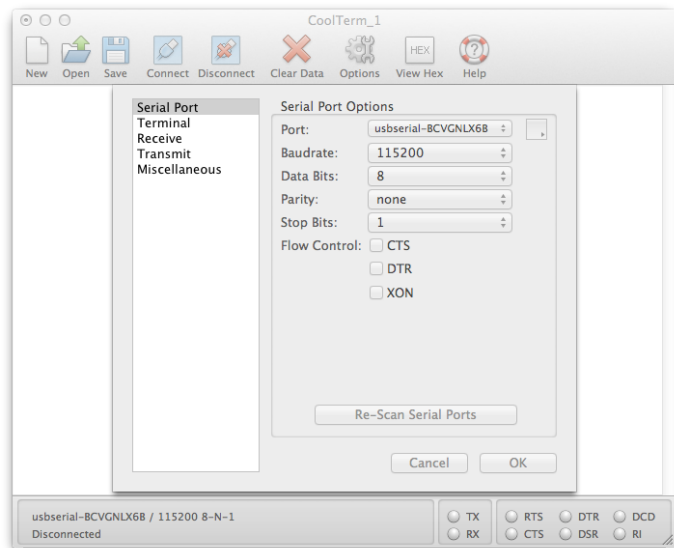 CoolTerm_1
New Open Save Connect Disconnect Clear Data Options View Hex Help
HEX
Serial Port
Terminal
Receive
Transmit
Miscellaneous
Serial Port Options
Port: usbserial-BCVGNLX6B
Baudrate: 115200
Data Bits: 8
Parity: none
Stop Bits: 1
Flow Control: CTS
DTR
XON
Re-Scan Serial Ports
Cancel OK
usbserial-BCVGNLX6B / 115200 8-N-1
Disconnected
TX RTS DTR DCD
RX CTS DSR RI